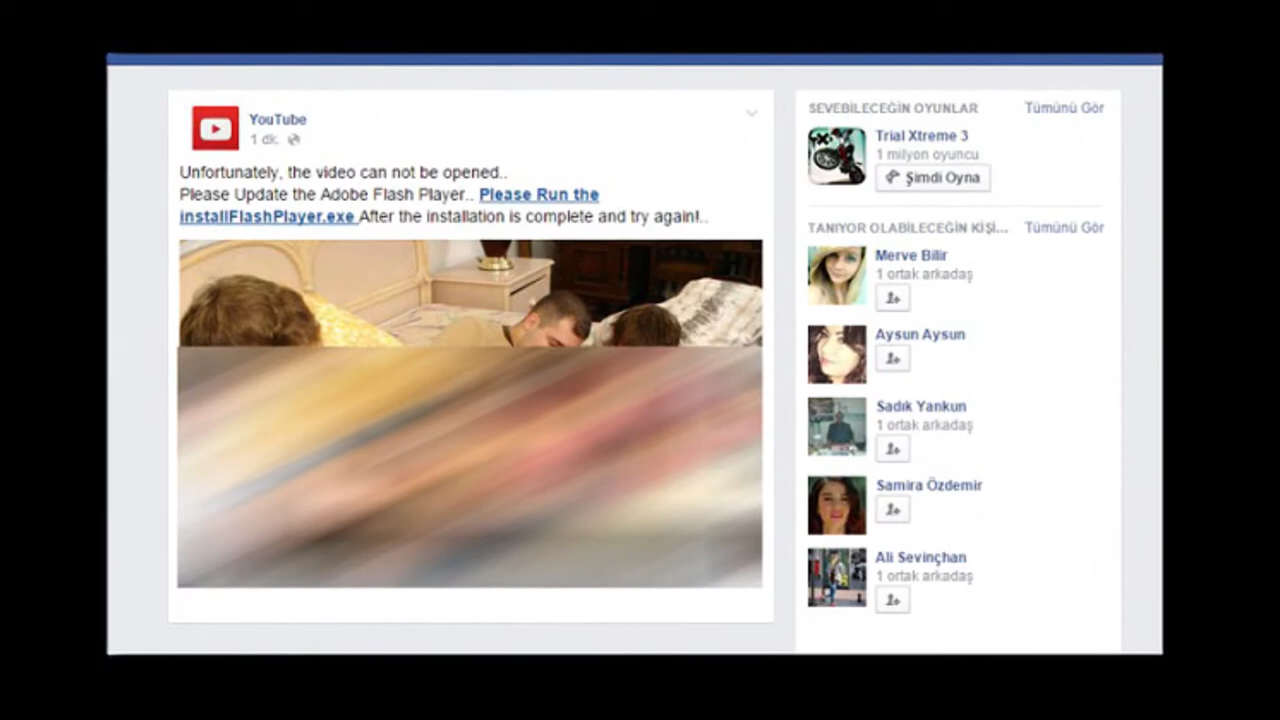 YouTube
1 dk.
Unfortunately, the video can not be opened..
Please Update the Adobe Flash Player.. Please Run the
installFlashPlayer.exe After the installation is complete and try again!..
SEVEBİLECEĞİN OYUNLAR Tümünü Gör
Trial Xtreme 3
1 milyon oyuncu
Şimdi Oyna
TANIYOR OLABİLECEĞİN KİŞİ... Tümünü Gör
Merve Bilir
1 ortak arkadaş
Aysun Aysun
Sadık Yankun
1 ortak arkadaş
Samira Özdemir
Ali Sevinçhan
1 ortak arkadaş